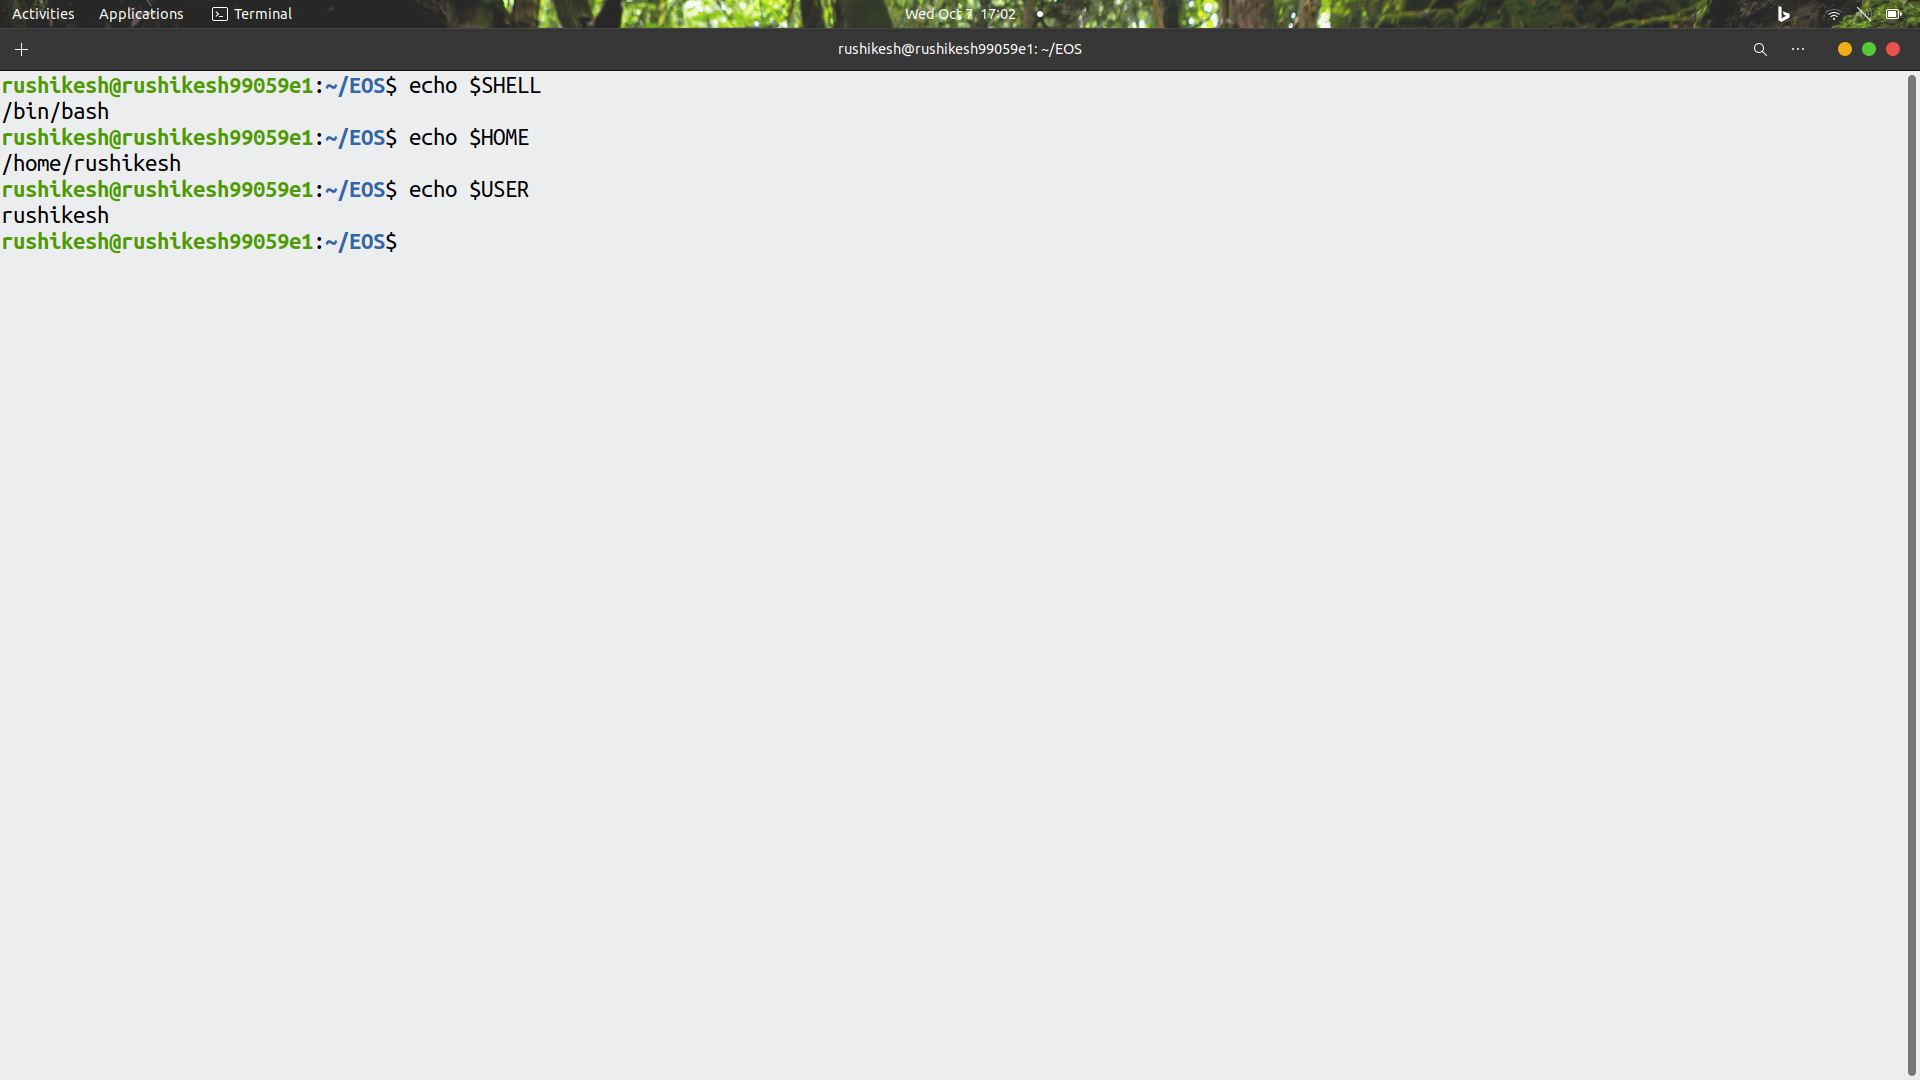 Activities Applications Terminal Wed Oct 7 17:02
rushikesh@rushikesh99059e1: ~/EOS
rushikesh@rushikesh99059e1:~/EOS$ echo $SHELL
/bin/bash
rushikesh@rushikesh99059e1:~/EOS$ echo $HOME
/home/rushikesh
rushikesh@rushikesh99059e1:~/EOS$ echo $USER
rushikesh
rushikesh@rushikesh99059e1:~/EOS$